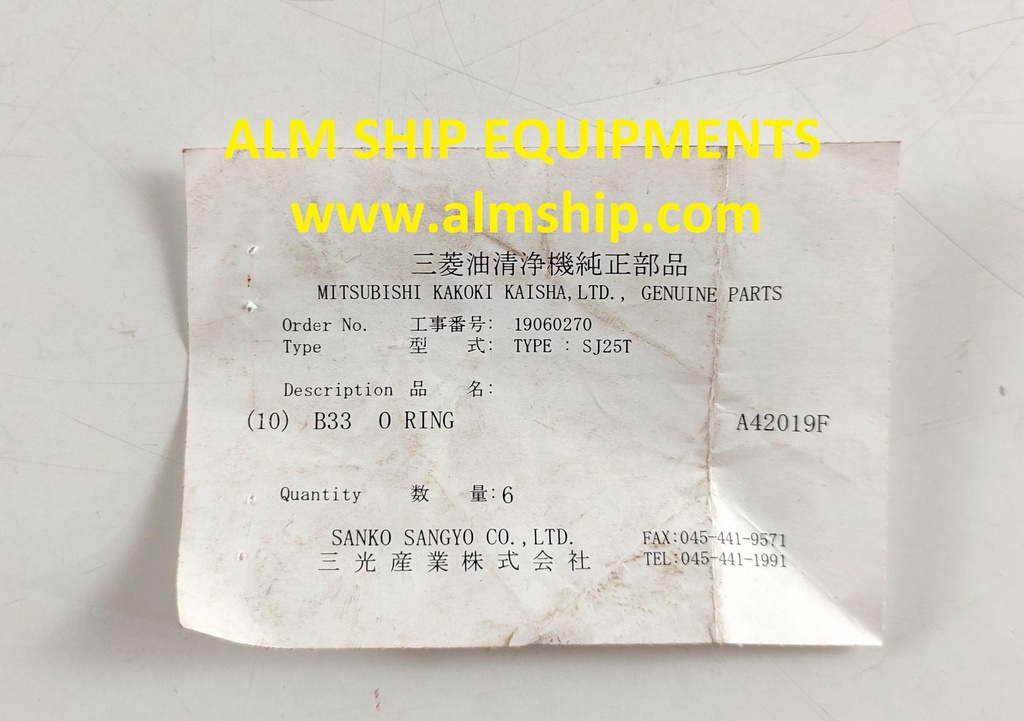 ALM SHIP EQUIPMENTS
www.almship.com
三菱油清浄機純正部品
MITSUBISHI KAKOKI KAISHA,LTD., GENUINE PARTS
Order No. 工事番号: 19060270
Type 型 式: TYPE : SJ25T
Description 品 名:
(10) B33 O RING A42019F
Quantity 数 量:6
SANKO SANGYO CO.,LTD. FAX:045-441-9571
三光産業株式会社 TEL:045-441-1991